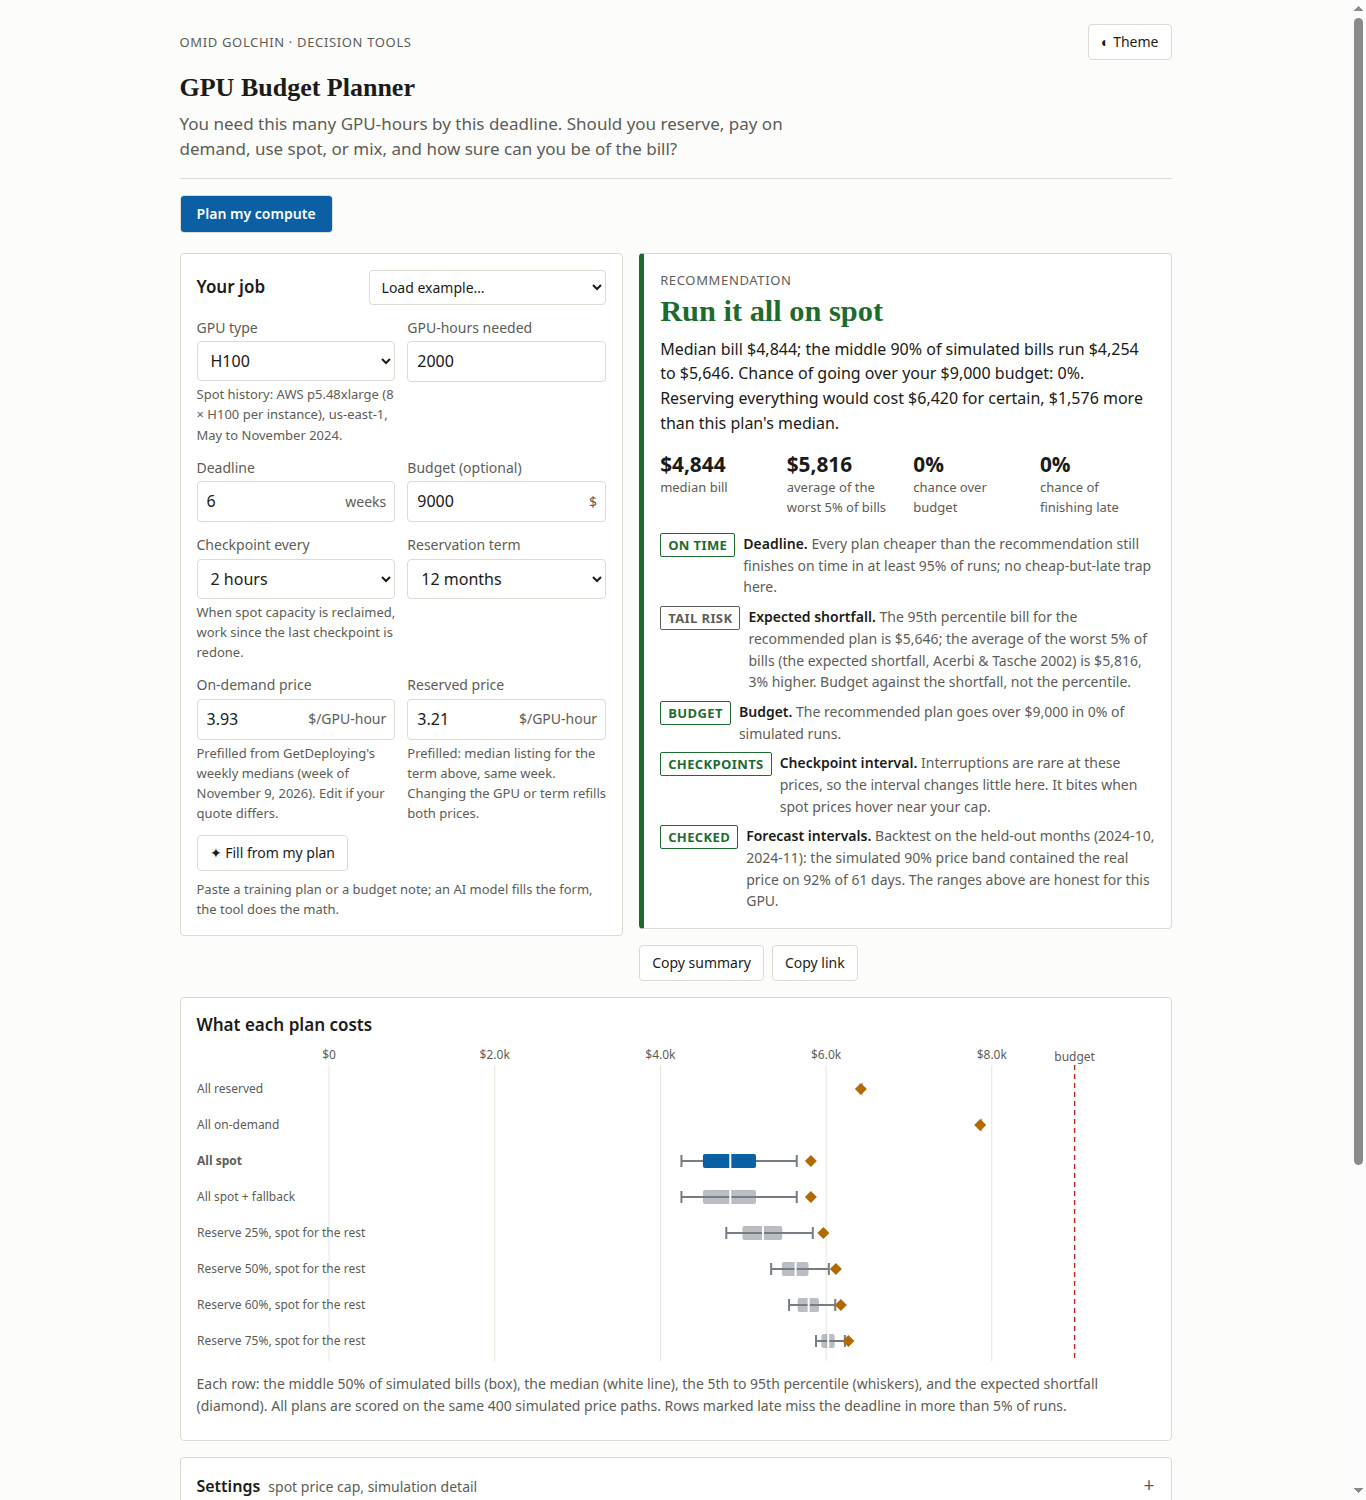 OMID GOLCHIN · DECISION TOOLS
Theme
GPU Budget Planner
You need this many GPU-hours by this deadline. Should you reserve, pay on
demand, use spot, or mix, and how sure can you be of the bill?
Plan my compute
Your job
Load example...
GPU type
GPU-hours needed
H100
2000
Spot history: AWS p5.48xlarge (8
× H100 per instance), us-east-1,
May to November 2024.
Deadline
Budget (optional)
6 weeks
9000 $
Checkpoint every
Reservation term
2 hours
12 months
When spot capacity is reclaimed,
work since the last checkpoint is
redone.
On-demand price
Reserved price
3.93 $/GPU-hour
3.21 $/GPU-hour
Prefilled from GetDeploying's
weekly medians (week of
November 9, 2026). Edit if your
quote differs.
Prefilled: median listing for the
term above, same week.
Changing the GPU or term refills
both prices.
✦ Fill from my plan
Paste a training plan or a budget note; an AI model fills the form,
the tool does the math.
RECOMMENDATION
Run it all on spot
Median bill $4,844; the middle 90% of simulated bills run $4,254
to $5,646. Chance of going over your $9,000 budget: 0%.
Reserving everything would cost $6,420 for certain, $1,576 more
than this plan's median.
$4,844
median bill
$5,816
average of the
worst 5% of bills
0%
chance over
budget
0%
chance of
finishing late
ON TIME
Deadline. Every plan cheaper than the recommendation still
finishes on time in at least 95% of runs; no cheap-but-late trap
here.
TAIL RISK
Expected shortfall. The 95th percentile bill for the
recommended plan is $5,646; the average of the worst 5% of
bills (the expected shortfall, Acerbi & Tasche 2002) is $5,816,
3% higher. Budget against the shortfall, not the percentile.
BUDGET
Budget. The recommended plan goes over $9,000 in 0% of
simulated runs.
CHECKPOINTS
Checkpoint interval. Interruptions are rare at these
prices, so the interval changes little here. It bites when
spot prices hover near your cap.
CHECKED
Forecast intervals. Backtest on the held-out months (2024-10,
2024-11): the simulated 90% price band contained the real
price on 92% of 61 days. The ranges above are honest for this
GPU.
Copy summary
Copy link
What each plan costs
$0 $2.0k $4.0k $6.0k $8.0k budget
All reserved
All on-demand
All spot
All spot + fallback
Reserve 25%, spot for the rest
Reserve 50%, spot for the rest
Reserve 60%, spot for the rest
Reserve 75%, spot for the rest
Each row: the middle 50% of simulated bills (box), the median (white line), the 5th to 95th percentile (whiskers), and the expected shortfall
(diamond). All plans are scored on the same 400 simulated price paths. Rows marked late miss the deadline in more than 5% of runs.
Settings spot price cap, simulation detail +